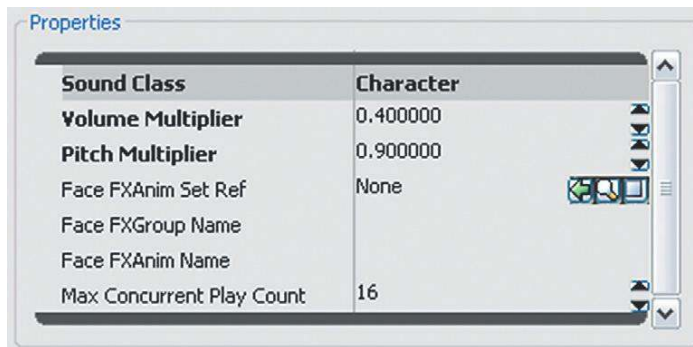 Properties
Sound Class Character
Volume Multiplier 0.400000
Pitch Multiplier 0.900000
Face FXAnim Set Ref None
Face FXGroup Name
Face FXAnim Name
Max Concurrent Play Count 16